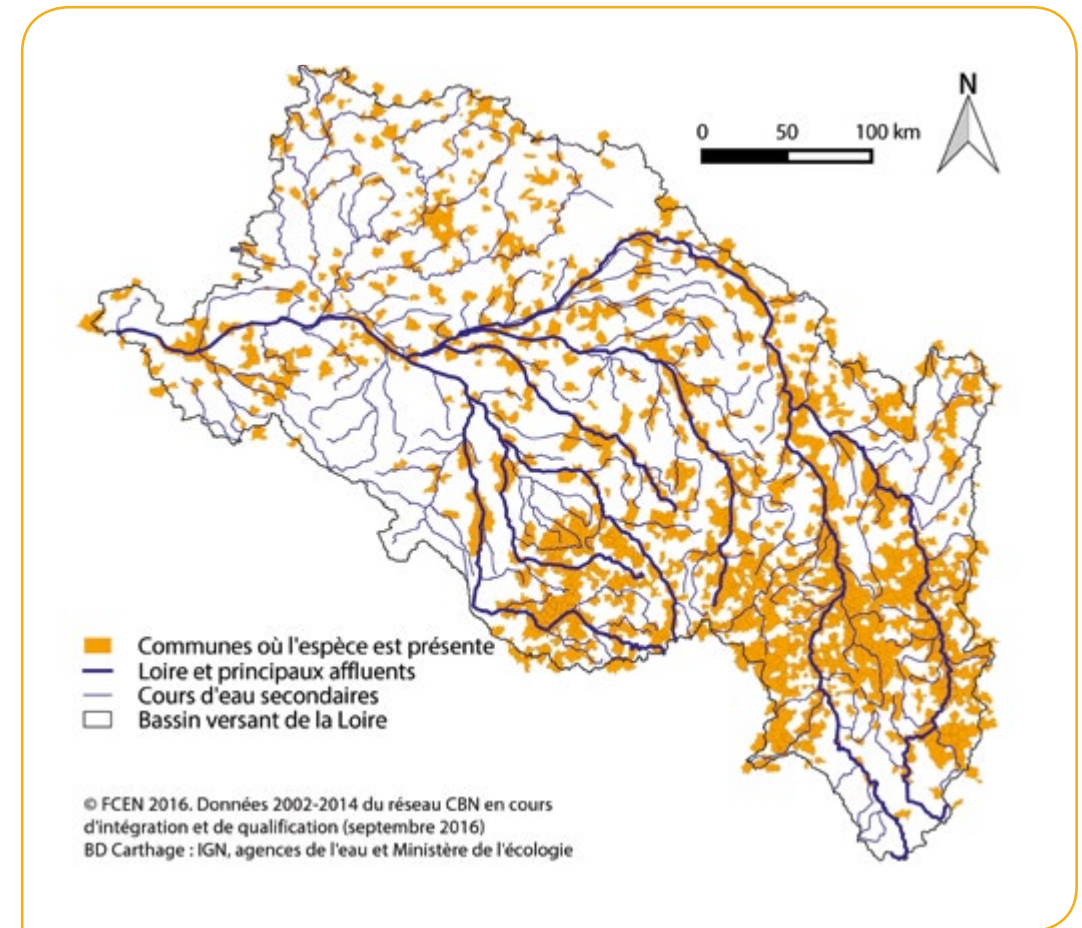 N
0 50 100 km
Communes où l'espèce est présente
Loire et principaux affluents
Cours d'eau secondaires
Bassin versant de la Loire
© FCEN 2016. Données 2002-2014 du réseau CBN en cours
d'intégration et de qualification (septembre 2016)
BD Carthage : IGN, agences de l'eau et Ministère de l'écologie